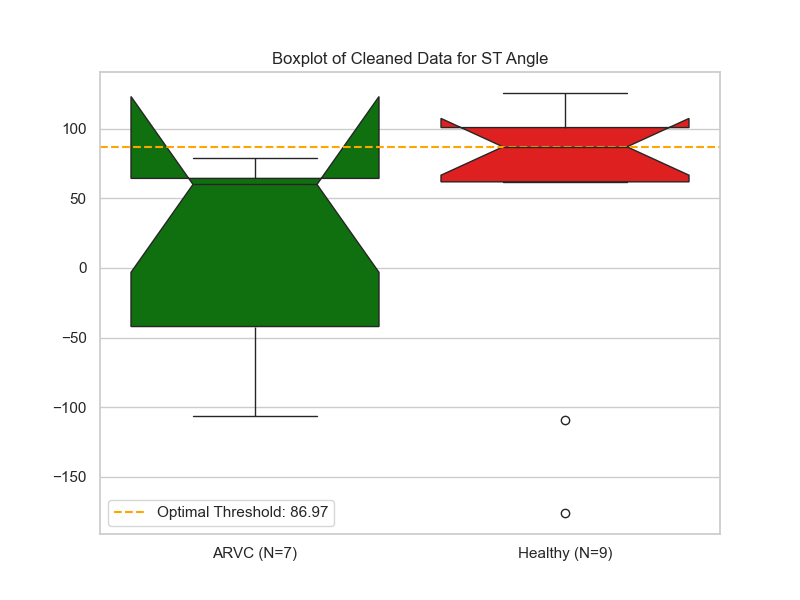 Boxplot of Cleaned Data for ST Angle
100
50
0
−50
−100
−150
Optimal Threshold: 86.97
ARVC (N=7)
Healthy (N=9)